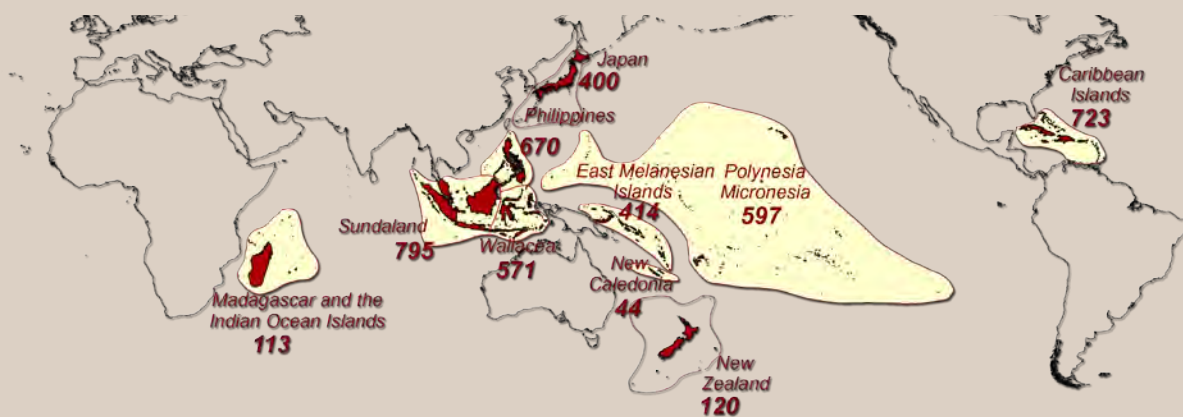 Japan
400
Philippines
670
Caribbean
Islands
723
East Melanesian
Islands
414
Polynesia
Micronesia
597
Sundaland
795
Wallacea
571
New
Caledonia
44
Madagascar and the
Indian Ocean Islands
113
New
Zealand
120